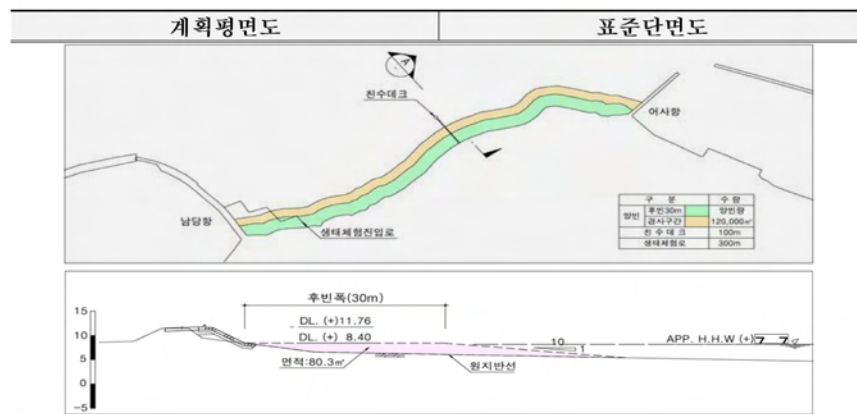 계획평면도 표준단면도
A
친수데크
어사항
남당항
생태체험진입로
구 분 수 량
양빈 후빈30m 양빈량
경사구간 120,000㎥
친 수 데 크 100m
생태체험로 300m
후빈폭(30m)
DL. (+)11.76
DL. (+) 8.40
면적:80.3㎡
원지반선
10
1
APP. H.H.W (+)7.7
15
10
5
0
-5